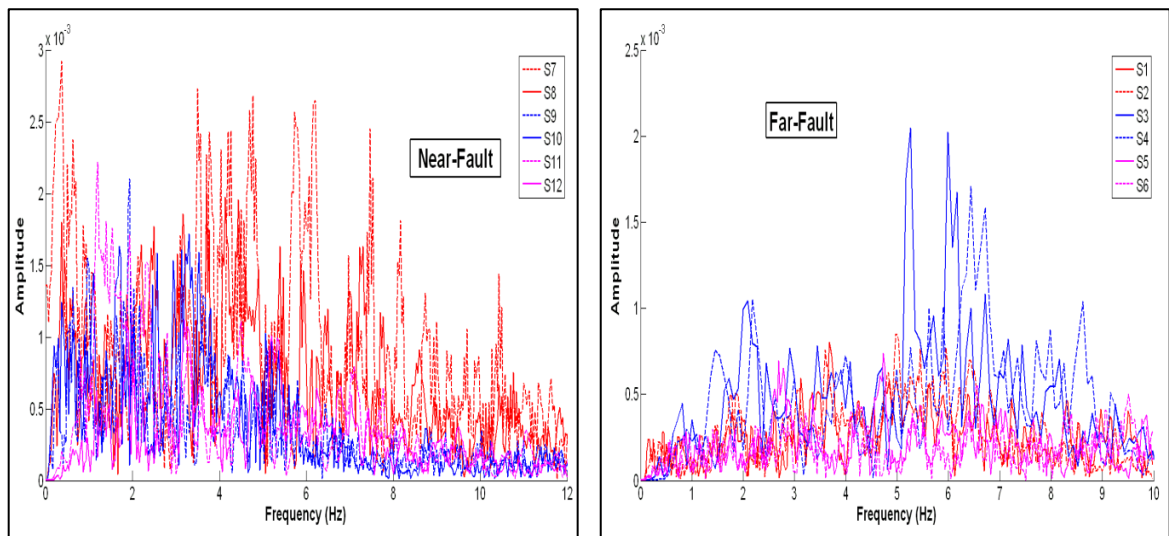 x 10⁻³
3
2.5
2
1.5
1
0.5
0
Amplitude
0 2 4 6 8 10 12
Frequency (Hz)
Near-Fault
S7
S8
S9
S10
S11
S12
x 10⁻³
2.5
2
1.5
1
0.5
0
Amplitude
0 1 2 3 4 5 6 7 8 9 10
Frequency (Hz)
Far-Fault
S1
S2
S3
S4
S5
S6